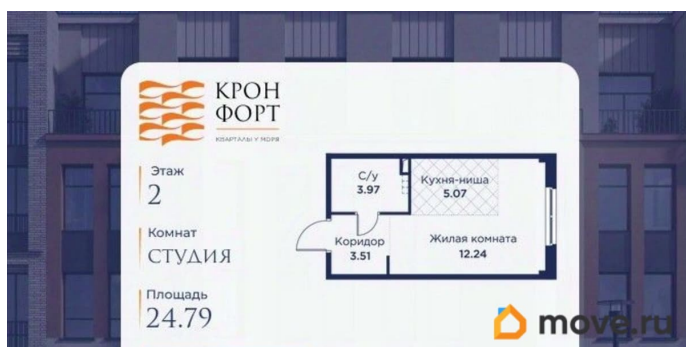 КРОН
ФОРТ
КВАРТАЛЫ У МОРЯ
Этаж
2
Комнат
СТУДИЯ
Площадь
24.79
С/у
3.97
Кухня-ниша
5.07
Коридор
3.51
Жилая комната
12.24
move.ru